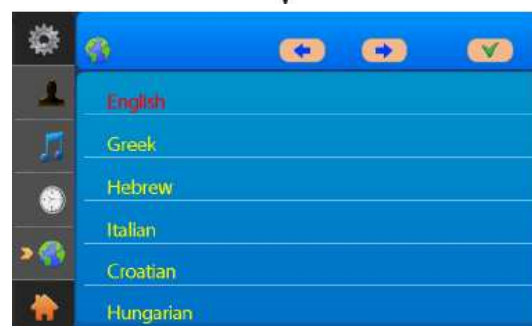 English
Greek
Hebrew
Italian
Croatian
Hungarian